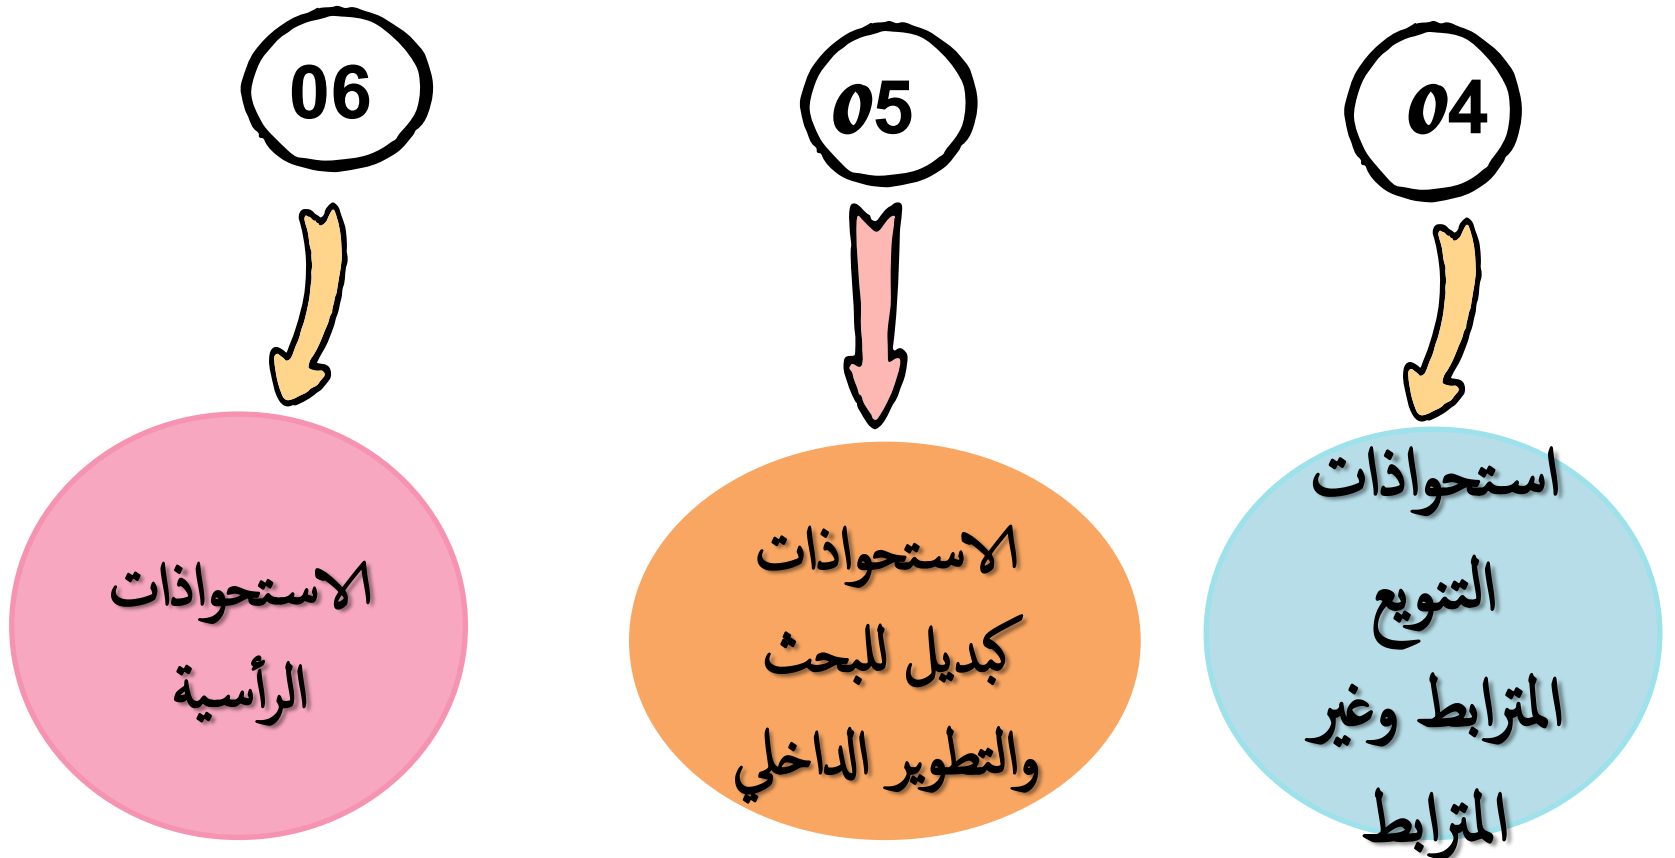 04
استحواذات
التنويع
المترابط وغير
المترابط
05
الاستحواذات
كبديل للبحث
والتطوير الداخلي
06
الاستحواذات
الرأسية